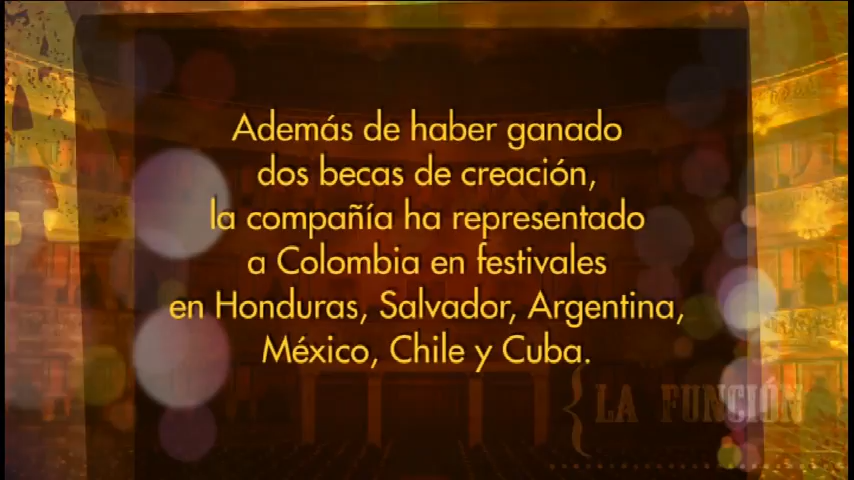 Además de haber ganado
dos becas de creación,
la compañía ha representado
a Colombia en festivales
en Honduras, Salvador, Argentina,
México, Chile y Cuba.
LA FUNCIÓN